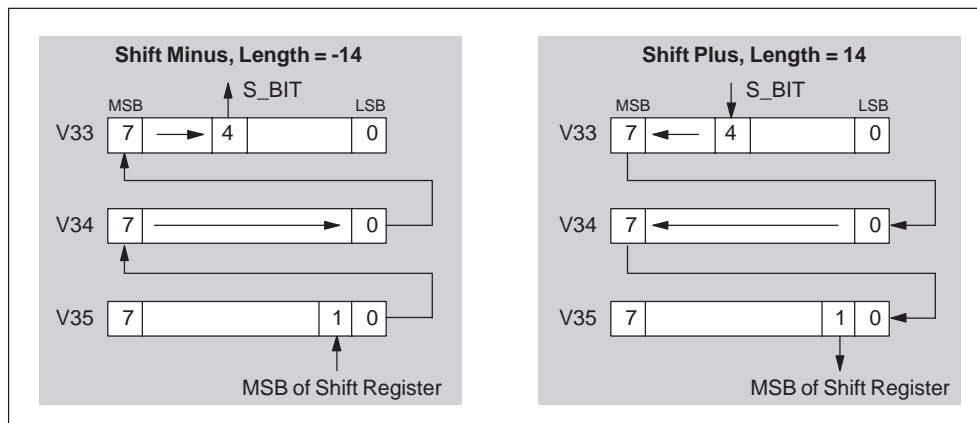 Shift Minus, Length = -14
S_BIT
MSB LSB
V33 7 4 0
V34 7 0
V35 7 1 0
MSB of Shift Register
Shift Plus, Length = 14
S_BIT
MSB LSB
V33 7 4 0
V34 7 0
V35 7 1 0
MSB of Shift Register